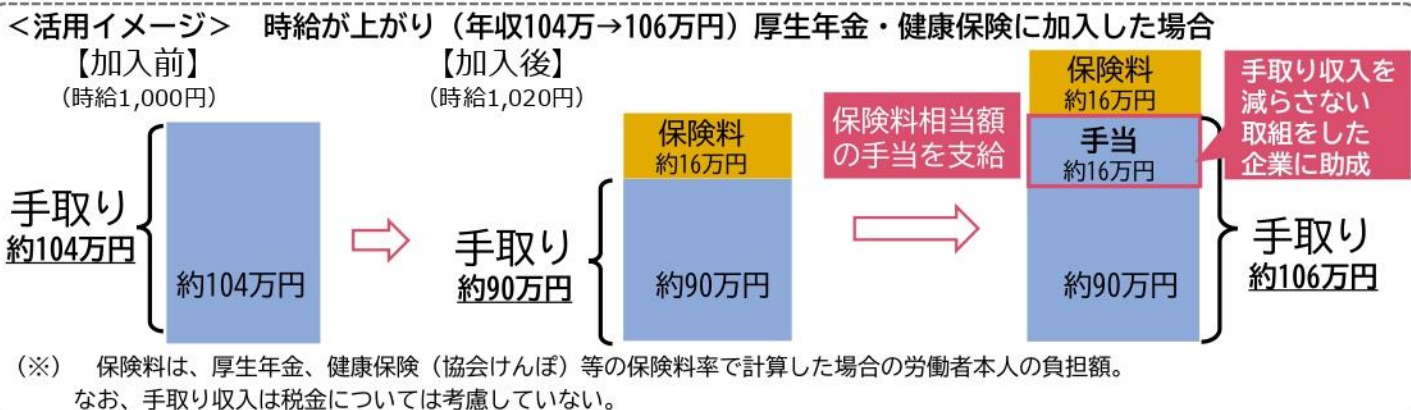 ＜活用イメージ＞　時給が上がり（年収104万→106万円）厚生年金・健康保険に加入した場合
【加入前】
（時給1,000円）
手取り
約104万円
約104万円
【加入後】
（時給1,020円）
手取り
約90万円
保険料
約16万円
約90万円
保険料相当額
の手当を支給
保険料
約16万円
手当
約16万円
約90万円
手取り収入を
減らさない
取組をした
企業に助成
手取り
約106万円
（※）　保険料は、厚生年金、健康保険（協会けんぽ）等の保険料率で計算した場合の労働者本人の負担額。
なお、手取り収入は税金については考慮していない。